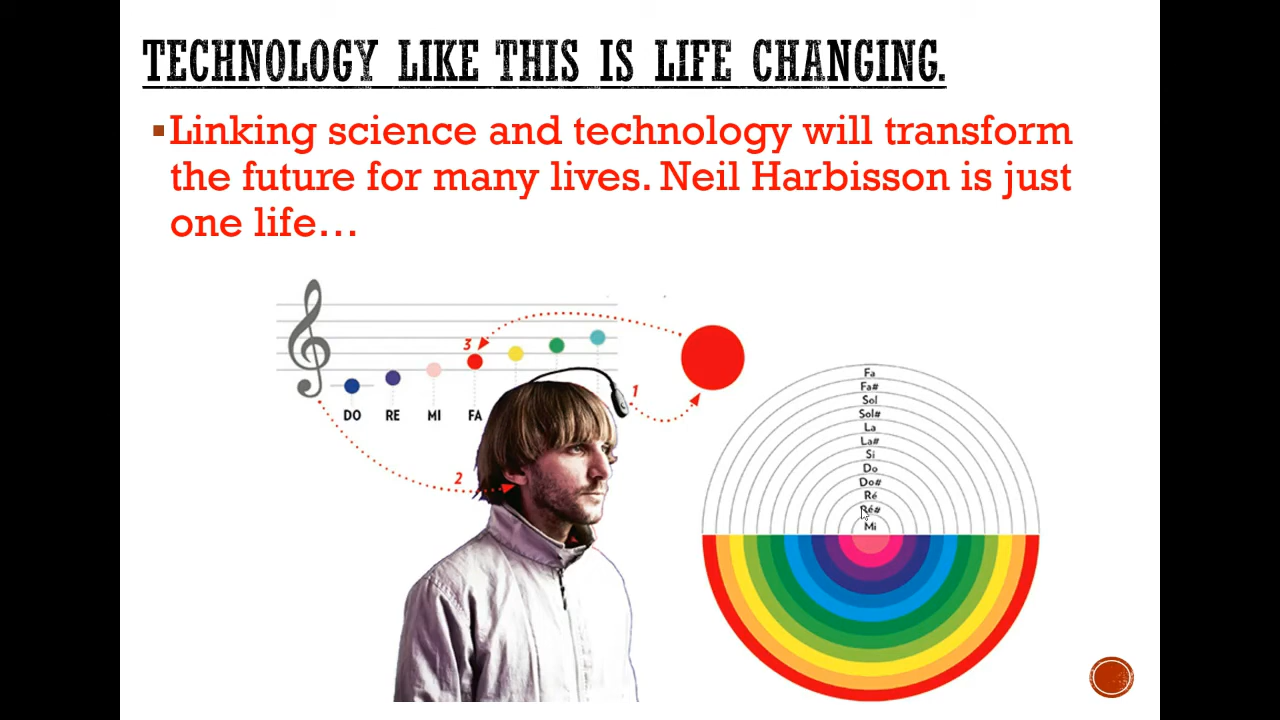 TECHNOLOGY LIKE THIS IS LIFE CHANGING.
Linking science and technology will transform
the future for many lives. Neil Harbisson is just
one life…
3
1
DO RE MI FA
2
Fa
Fa#
Sol
Sol#
La
La#
Si
Do
Do#
Ré
Ré#
Mi